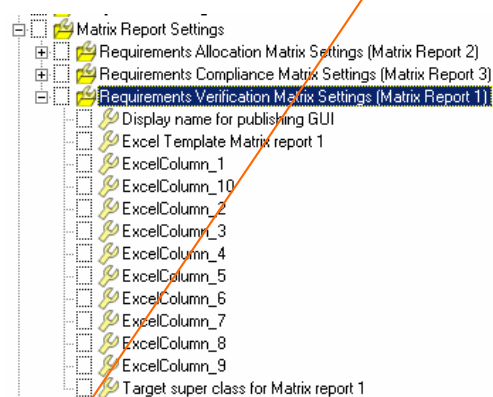 Matrix Report Settings
Requirements Allocation Matrix Settings (Matrix Report 2)
Requirements Compliance Matrix Settings (Matrix Report 3)
Requirements Verification Matrix Settings (Matrix Report 1)
Display name for publishing GUI
Excel Template Matrix report 1
ExcelColumn_1
ExcelColumn_10
ExcelColumn_2
ExcelColumn_3
ExcelColumn_4
ExcelColumn_5
ExcelColumn_6
ExcelColumn_7
ExcelColumn_8
ExcelColumn_9
Target super class for Matrix report 1